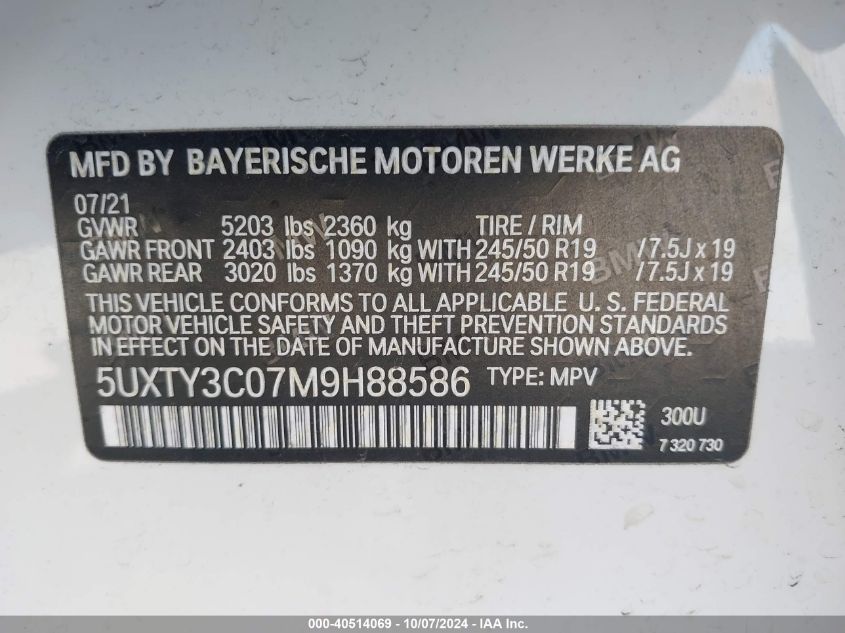 MFD BY BAYERISCHE MOTOREN WERKE AG
07/21
GVWR 5203 lbs 2360 kg TIRE / RIM
GAWR FRONT 2403 lbs 1090 kg WITH 245/50 R19 /7.5J x 19
GAWR REAR 3020 lbs 1370 kg WITH 245/50 R19 /7.5J x 19
THIS VEHICLE CONFORMS TO ALL APPLICABLE U. S. FEDERAL
MOTOR VEHICLE SAFETY AND THEFT PREVENTION STANDARDS
IN EFFECT ON THE DATE OF MANUFACTURE SHOWN ABOVE.
5UXTY3C07M9H88586 TYPE: MPV
300U
7 320 730
000-40514069 - 10/07/2024 - IAA Inc.